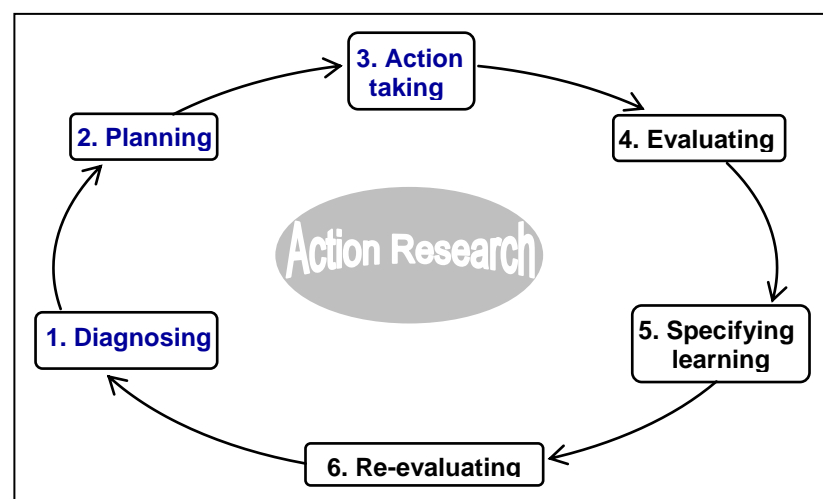 3. Action
taking
2. Planning
4. Evaluating
Action Research
1. Diagnosing
5. Specifying
learning
6. Re-evaluating